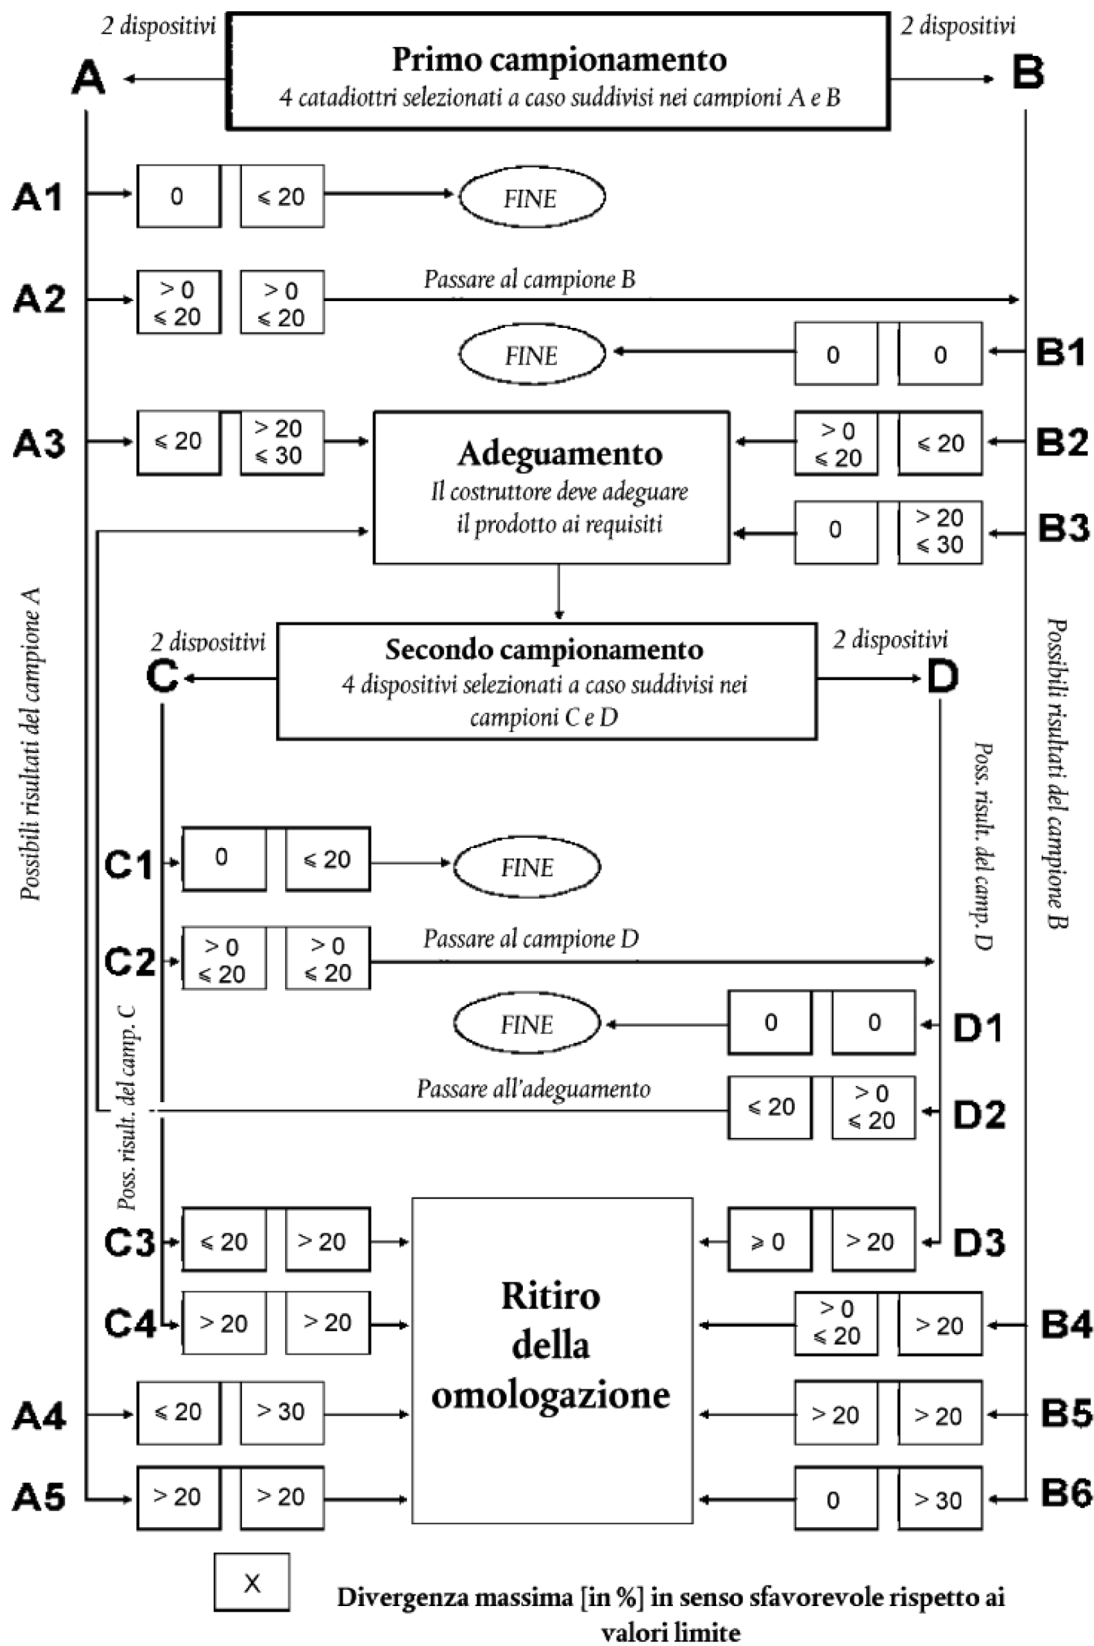 2 dispositivi
2 dispositivi
A
Primo campionamento
4 catadiottri selezionati a caso suddivisi nei campioni A e B
B
A1
0
⩽ 20
FINE
A2
> 0
⩽ 20
> 0
⩽ 20
Passare al campione B
FINE
0
0
B1
A3
⩽ 20
> 20
⩽ 30
Adeguamento
Il costruttore deve adeguare
il prodotto ai requisiti
> 0
⩽ 20
⩽ 20
B2
0
> 20
⩽ 30
B3
Possibili risultati del campione A
Possibili risultati del campione B
2 dispositivi
2 dispositivi
C
Secondo campionamento
4 dispositivi selezionati a caso suddivisi nei
campioni C e D
D
Poss. risult. del camp. D
C1
0
⩽ 20
FINE
C2
> 0
⩽ 20
> 0
⩽ 20
Passare al campione D
Poss. risult. del camp. C
FINE
0
0
D1
Passare all'adeguamento
⩽ 20
> 0
⩽ 20
D2
C3
⩽ 20
> 20
Ritiro
della
omologazione
⩾ 0
> 20
D3
C4
> 20
> 20
> 0
⩽ 20
> 20
B4
A4
⩽ 20
> 30
> 20
> 20
B5
A5
> 20
> 20
0
> 30
B6
X
Divergenza massima [in %] in senso sfavorevole rispetto ai
valori limite